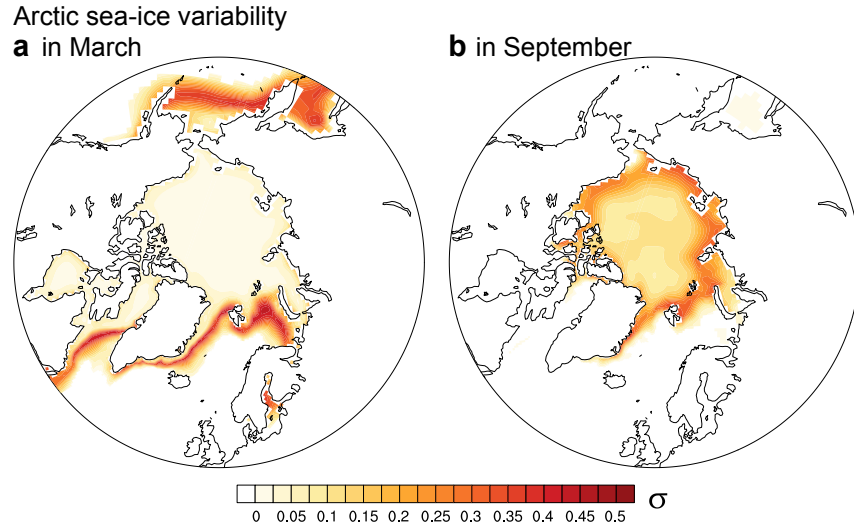 Arctic sea-ice variability
a in March
b in September
0 0.05 0.1 0.15 0.2 0.25 0.3 0.35 0.4 0.45 0.5 σ